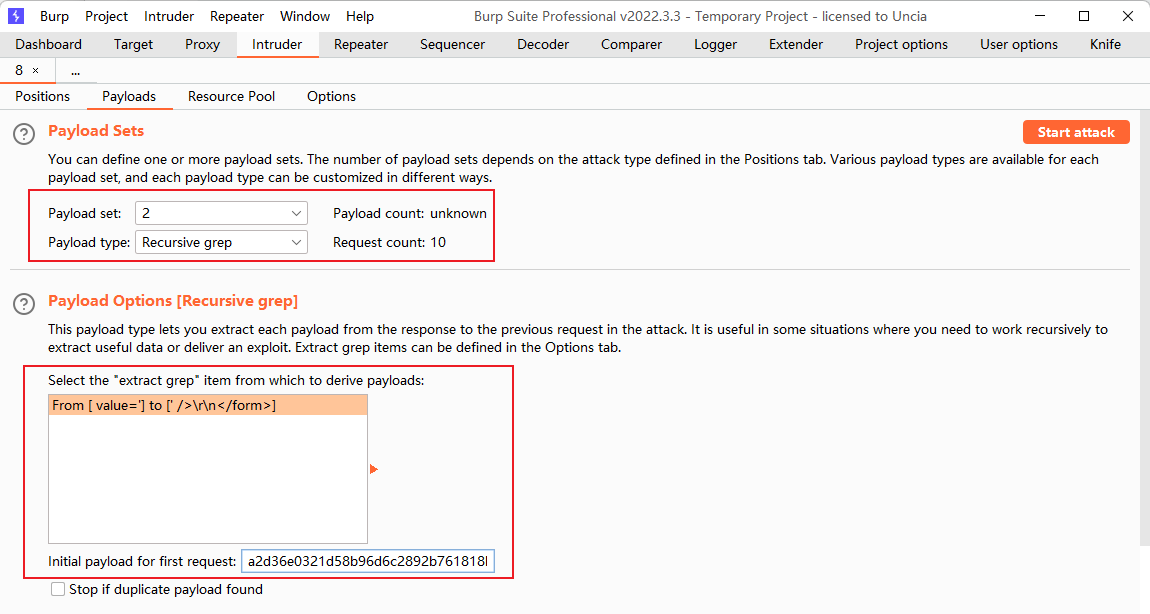 Burp Project Intruder Repeater Window Help Burp Suite Professional v2022.3.3 - Temporary Project - licensed to Uncia
Dashboard Target Proxy Intruder Repeater Sequencer Decoder Comparer Logger Extender Project options User options Knife
8 × ...
Positions Payloads Resource Pool Options
? Payload Sets Start attack
You can define one or more payload sets. The number of payload sets depends on the attack type defined in the Positions tab. Various payload types are available for each
payload set, and each payload type can be customized in different ways.
Payload set: 2 Payload count: unknown
Payload type: Recursive grep Request count: 10
? Payload Options [Recursive grep]
This payload type lets you extract each payload from the response to the previous request in the attack. It is useful in some situations where you need to work recursively to
extract useful data or deliver an exploit. Extract grep items can be defined in the Options tab.
Select the "extract grep" item from which to derive payloads:
From [ value='] to [' />\r\n</form>]
Initial payload for first request: a2d36e0321d58b96d6c2892b761818
Stop if duplicate payload found